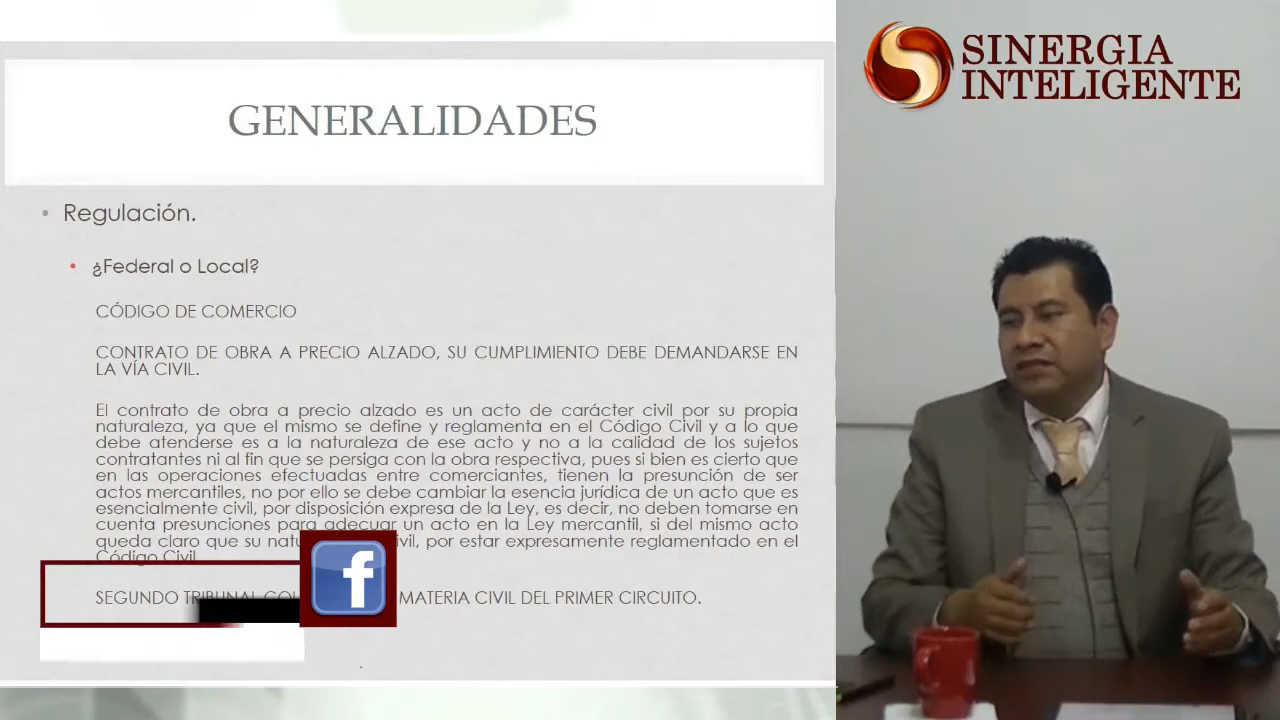 SINERGIA
INTELIGENTE
GENERALIDADES
• Regulación.
• ¿Federal o Local?
CÓDIGO DE COMERCIO
CONTRATO DE OBRA A PRECIO ALZADO, SU CUMPLIMIENTO DEBE DEMANDARSE EN
LA VÍA CIVIL.
El contrato de obra a precio alzado es un acto de carácter civil por su propia
naturaleza, ya que el mismo se define y reglamenta en el Código Civil y a lo que
debe atenderse es a la naturaleza de ese acto y no a la calidad de los sujetos
contratantes ni al fin que se persiga con la obra respectiva, pues si bien es cierto que
en las operaciones efectuadas entre comerciantes, tienen la presunción de ser
actos mercantiles, no por ello se debe cambiar la esencia jurídica de un acto que es
esencialmente civil, por disposición expresa de la Ley, es decir, no deben tomarse en
cuenta presunciones para adecuar un acto en la Ley mercantil, si del mismo acto
queda claro que su por estar expresamente reglamentado en el
Código Civil.
SEGUNDO TRIBUNAL MATERIA CIVIL DEL PRIMER CIRCUITO.
f